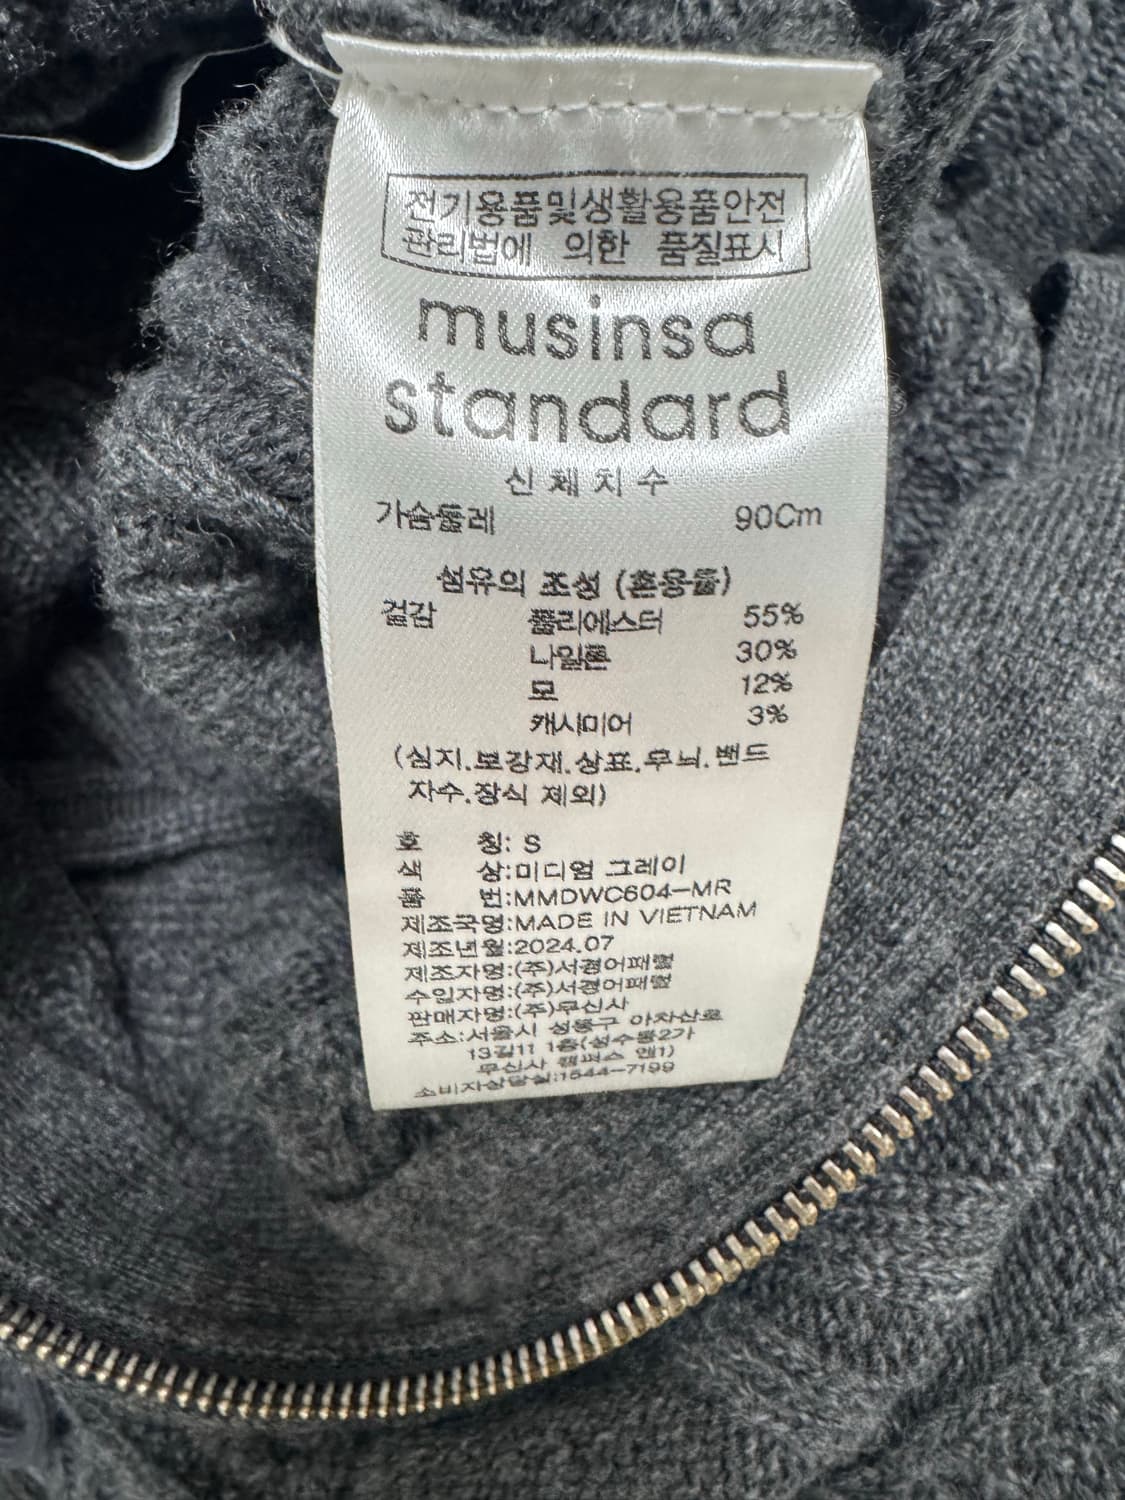 전기용품및생활용품안전
관리법에 의한 품질표시
musinsa
standard
신체치수
가슴둘레 90Cm
섬유의 조성 (혼용률)
겉감 폴리에스터 55%
나일론 30%
모 12%
캐시미어 3%
(심지.보강재.상표.무늬.밴드
자수.장식 제외)
호 칭: S
색 상:미디엄 그레이
품 번:MMDWC604-MR
제조국명:MADE IN VIETNAM
제조년월:2024.07
제조자명:(주)서경어패럴
수입자명:(주)서경어패럴
판매자명:(주)무신사
주소:서울시 성동구 아차산로
13길11 1층(성수동2가
무신사 캠퍼스 엔1)
소비자상담실:1544-7199